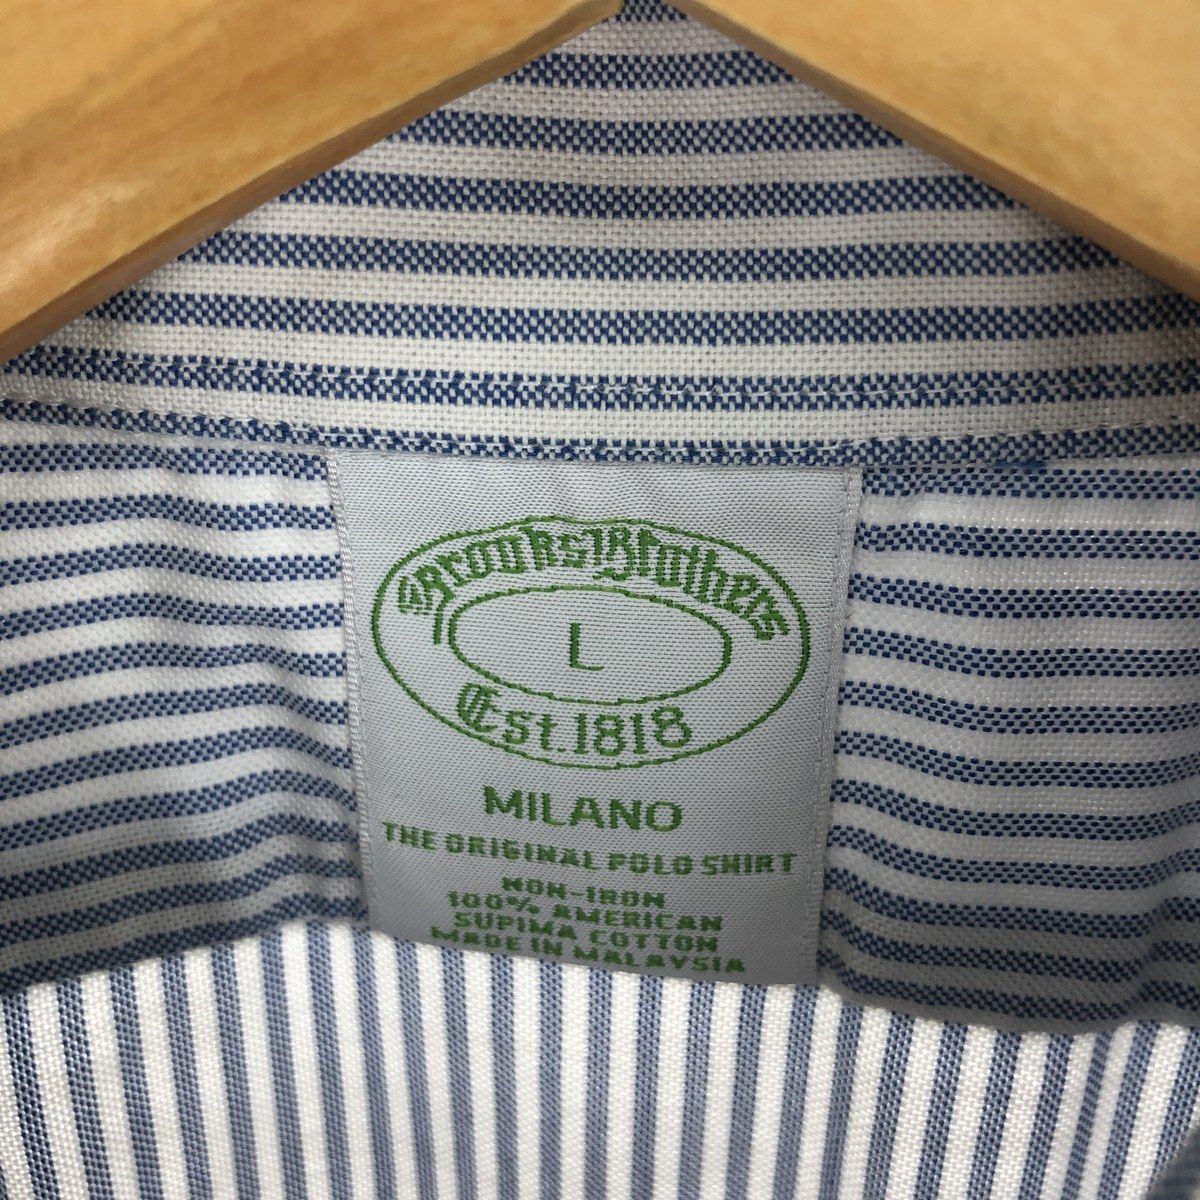 Brooks Brothers
L
Est. 1818
MILANO
THE ORIGINAL POLO SHIRT
NON-IRON
100% AMERICAN
SUPIMA COTTON
MADE IN MALAYSIA